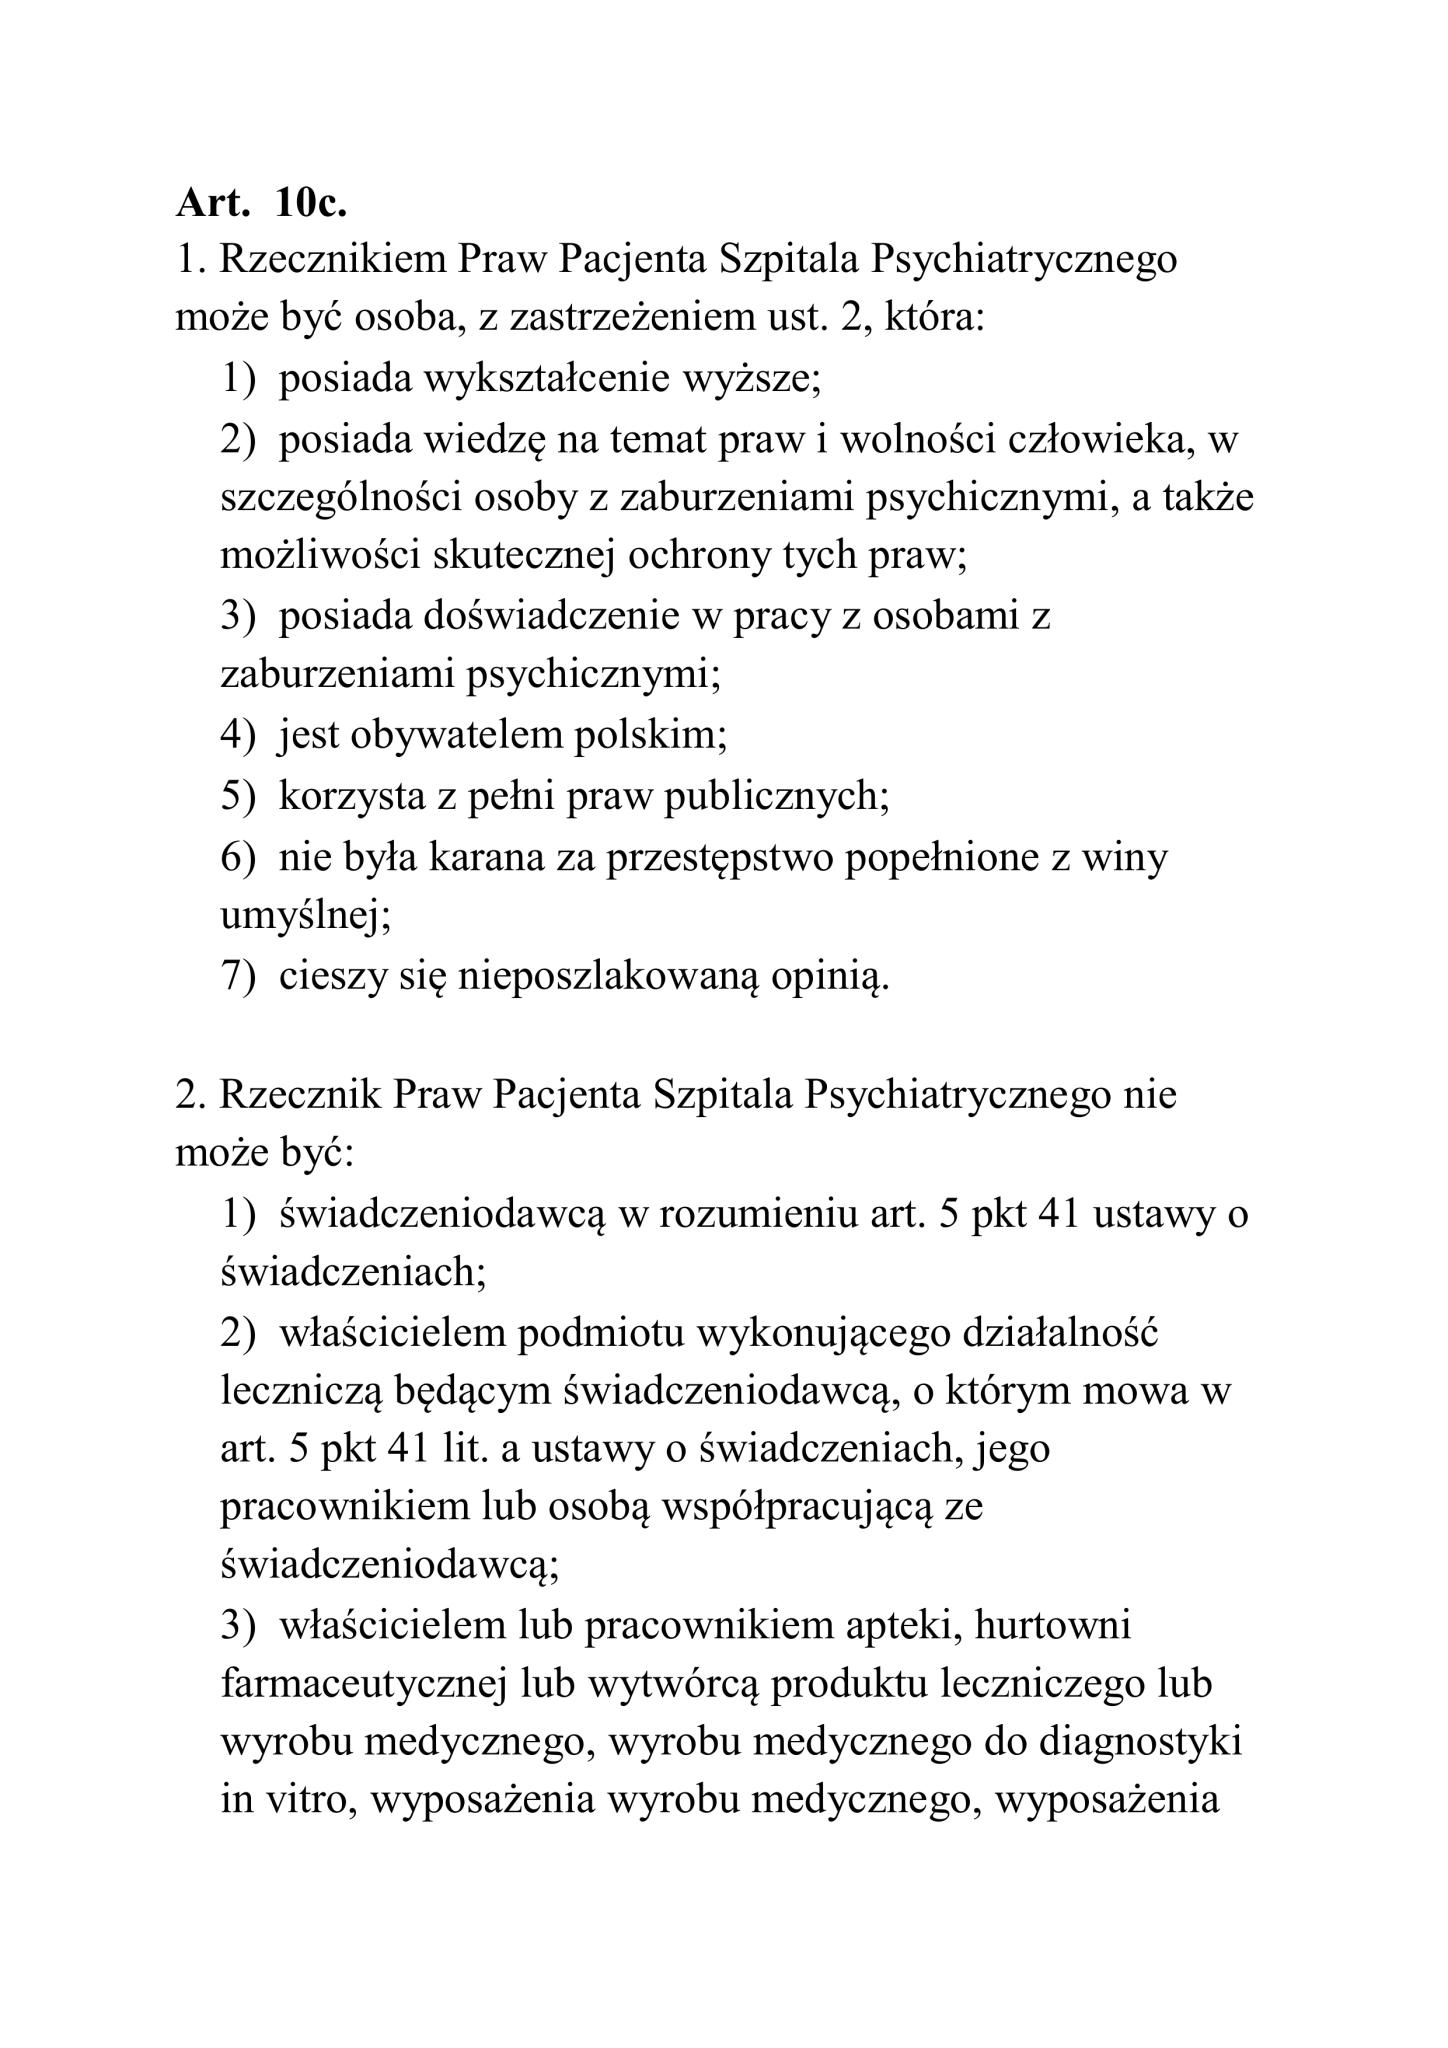 Art. 10c.
1. Rzecznikiem Praw Pacjenta Szpitala Psychiatrycznego
może być osoba, z zastrzeżeniem ust. 2, która:
1) posiada wykształcenie wyższe;
2) posiada wiedzę na temat praw i wolności człowieka, w
szczególności osoby z zaburzeniami psychicznymi, a także
możliwości skutecznej ochrony tych praw;
3) posiada doświadczenie w pracy z osobami z
zaburzeniami psychicznymi;
4) jest obywatelem polskim;
5) korzysta z pełni praw publicznych;
6) nie była karana za przestępstwo popełnione z winy
umyślnej;
7) cieszy się nieposzlakowaną opinią.
2. Rzecznik Praw Pacjenta Szpitala Psychiatrycznego nie
może być:
1) świadczeniodawcą w rozumieniu art. 5 pkt 41 ustawy o
świadczeniach;
2) właścicielem podmiotu wykonującego działalność
leczniczą będącym świadczeniodawcą, o którym mowa w
art. 5 pkt 41 lit. a ustawy o świadczeniach, jego
pracownikiem lub osobą współpracującą ze
świadczeniodawcą;
3) właścicielem lub pracownikiem apteki, hurtowni
farmaceutycznej lub wytwórcą produktu leczniczego lub
wyrobu medycznego, wyrobu medycznego do diagnostyki
in vitro, wyposażenia wyrobu medycznego, wyposażenia